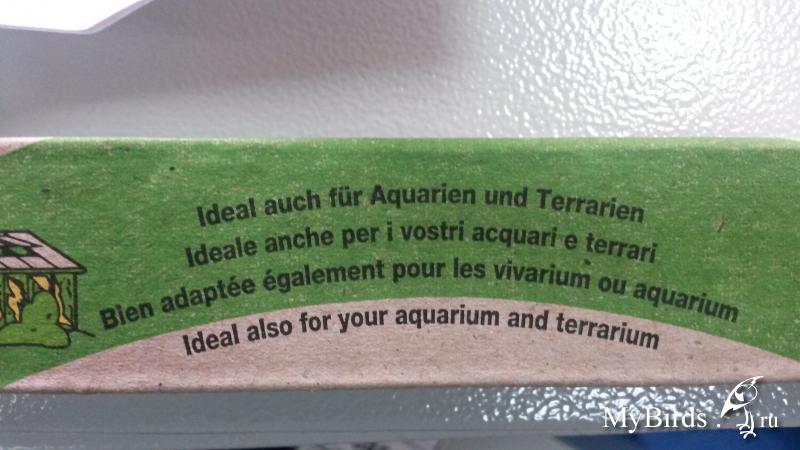 Ideal auch für Aquarien und Terrarien
Ideale anche per i vostri acquari e terrari
Bien adaptée également pour les vivarium ou aquarium
Ideal also for your aquarium and terrarium
MyBirds.ru